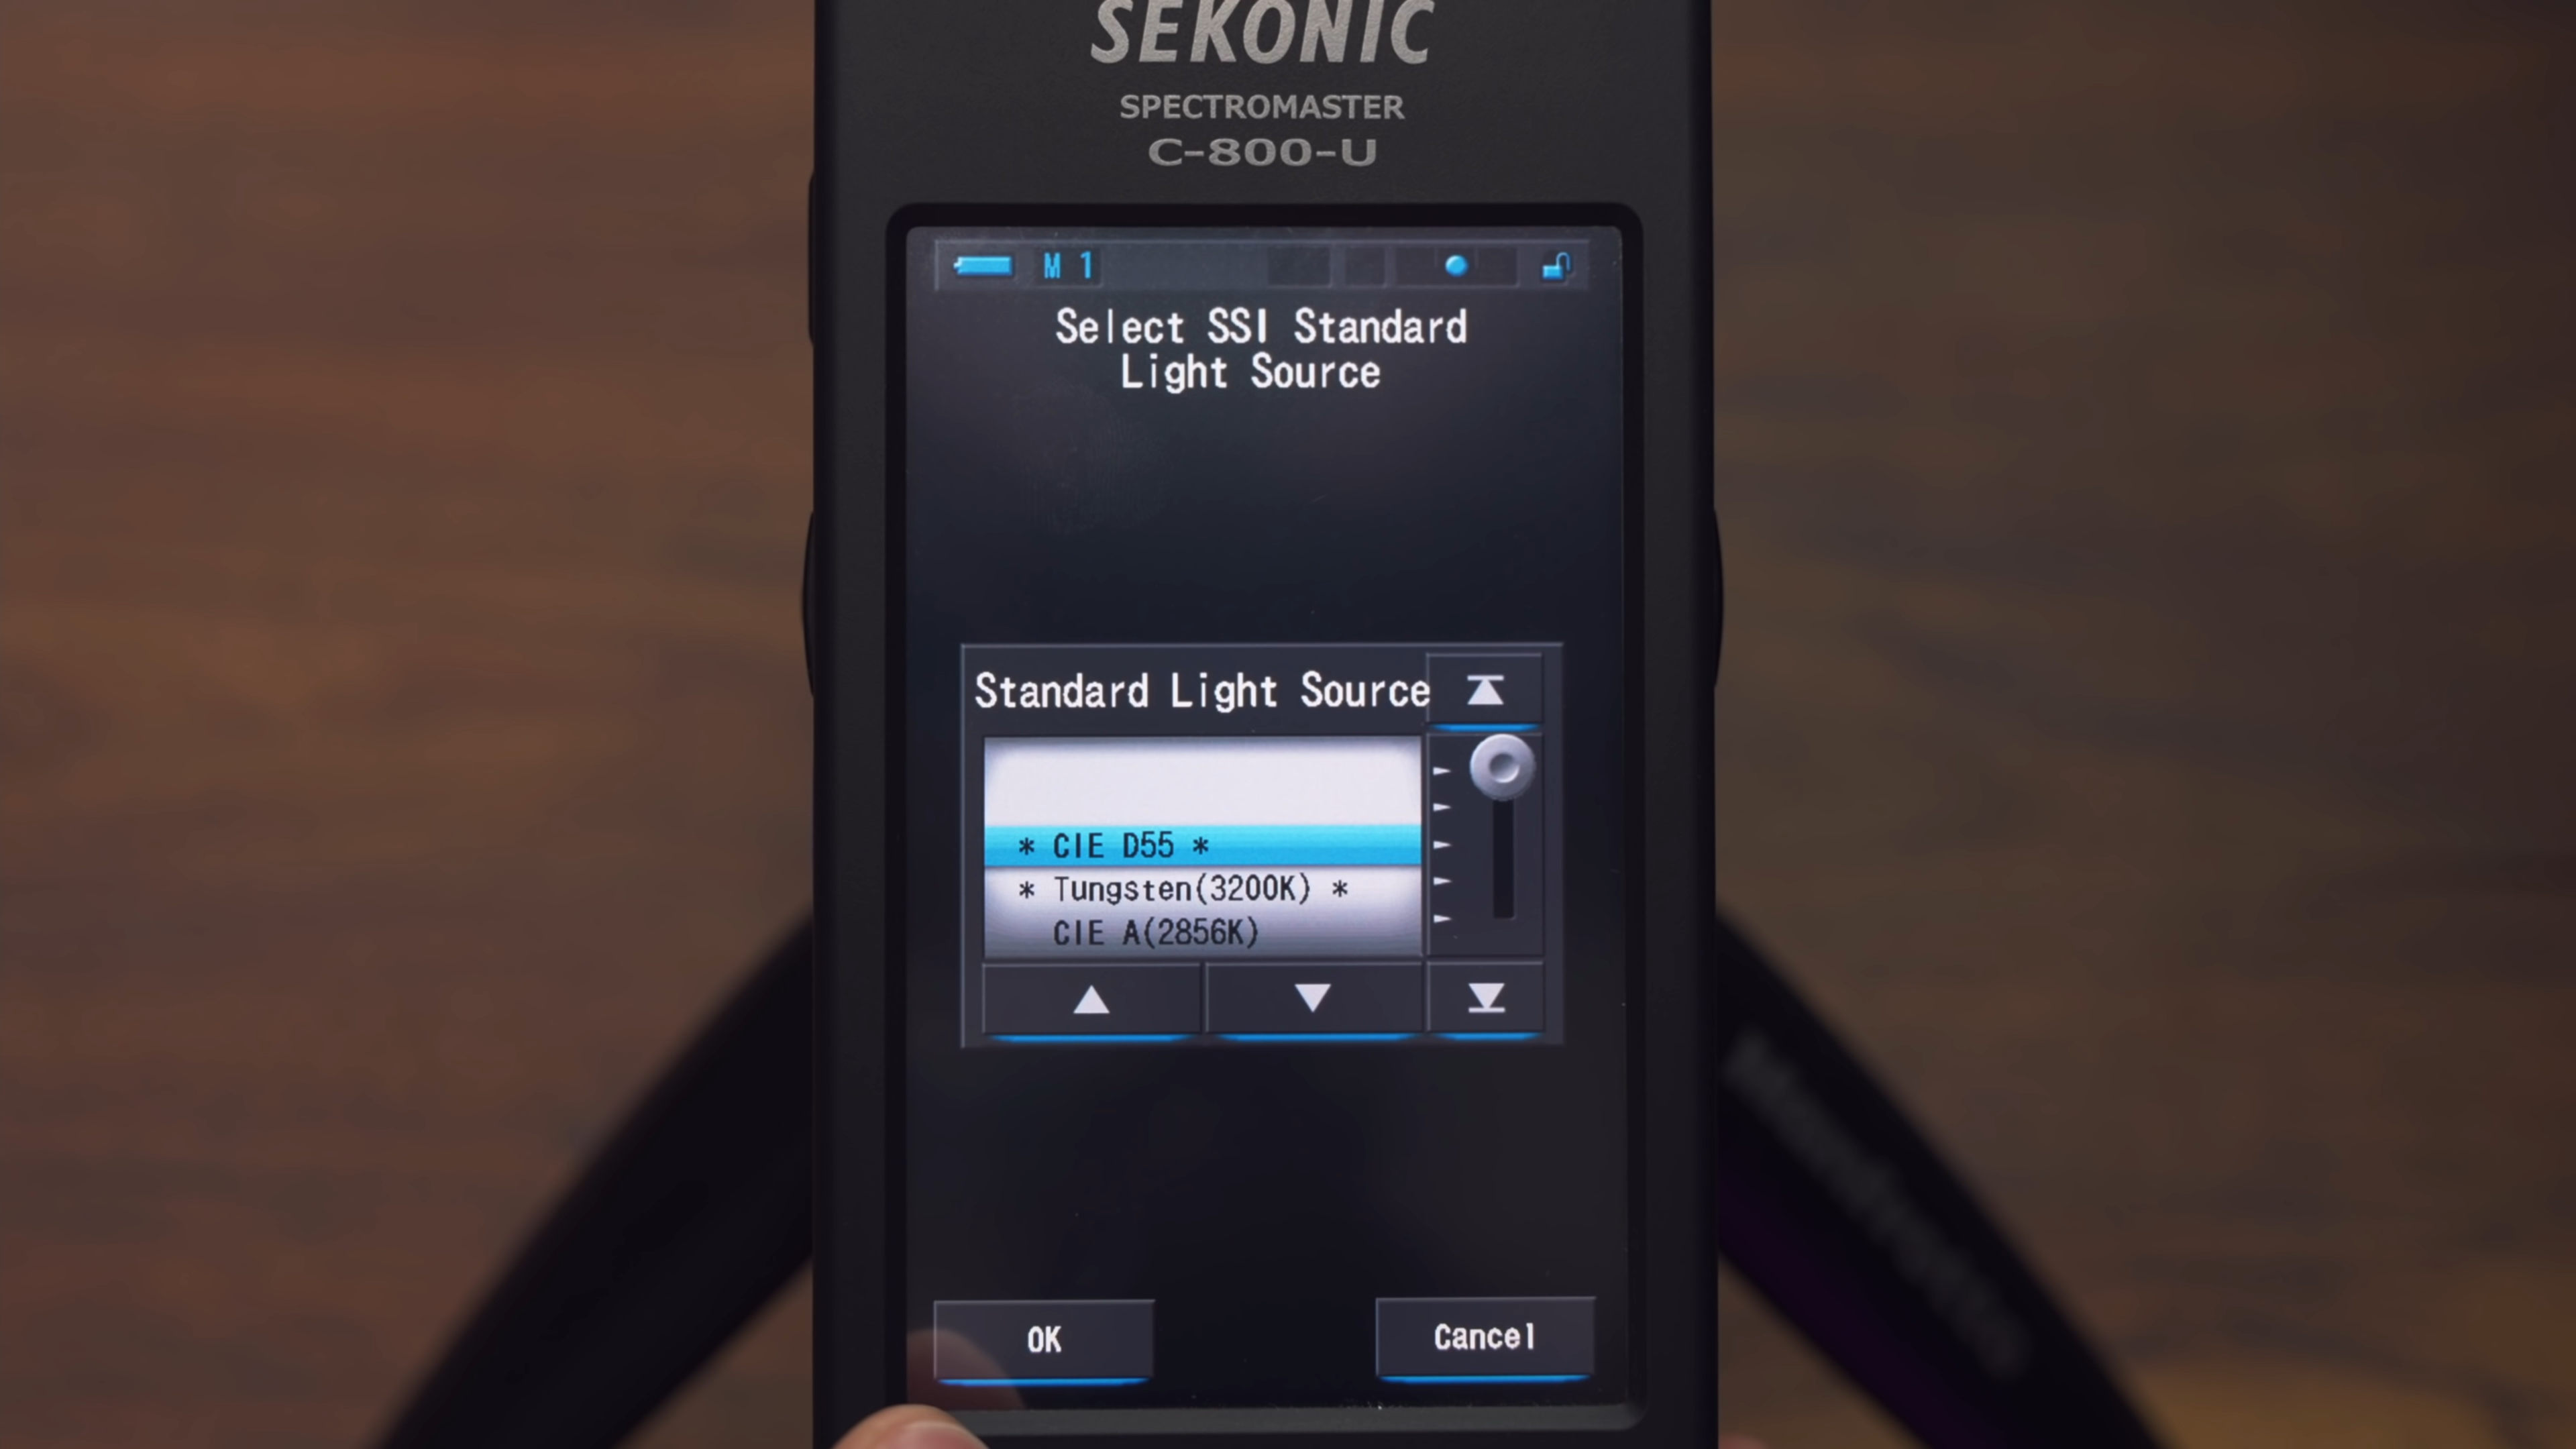 SEKONIC
SPECTROMASTER
C-800-U
M 1
Select SSI Standard
Light Source
Standard Light Source
* CIE D55 *
* Tungsten(3200K) *
CIE A(2856K)
OK
Cancel